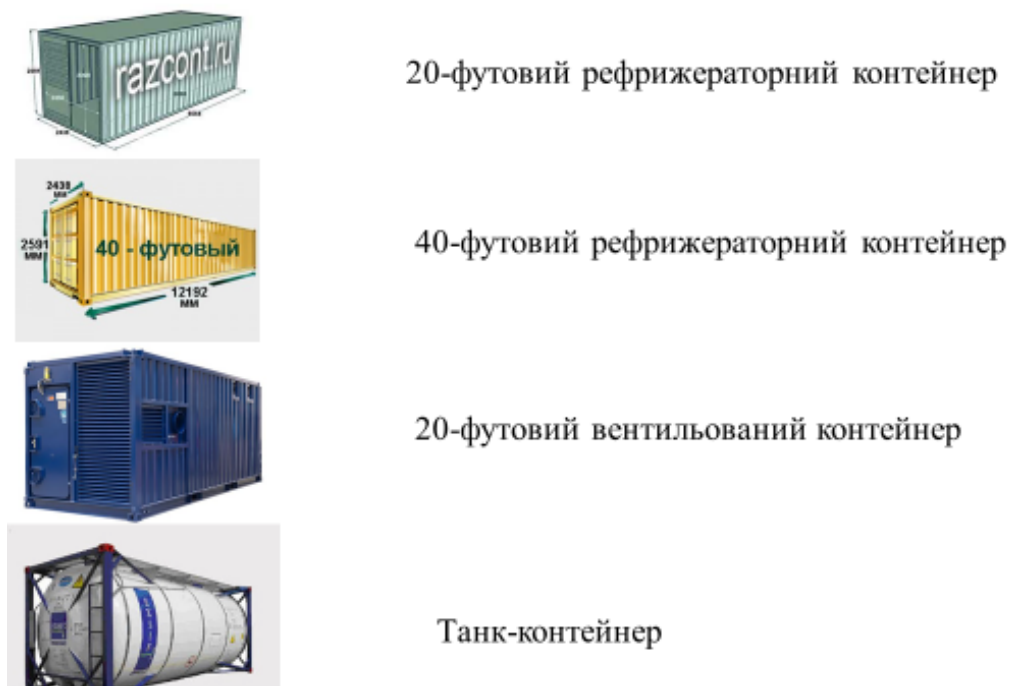 razcont.ru
20-футовий рефрижераторний контейнер
2438
мм
2591
мм
40 - футовый
12192
мм
40-футовий рефрижераторний контейнер
20-футовий вентильований контейнер
Танк-контейнер